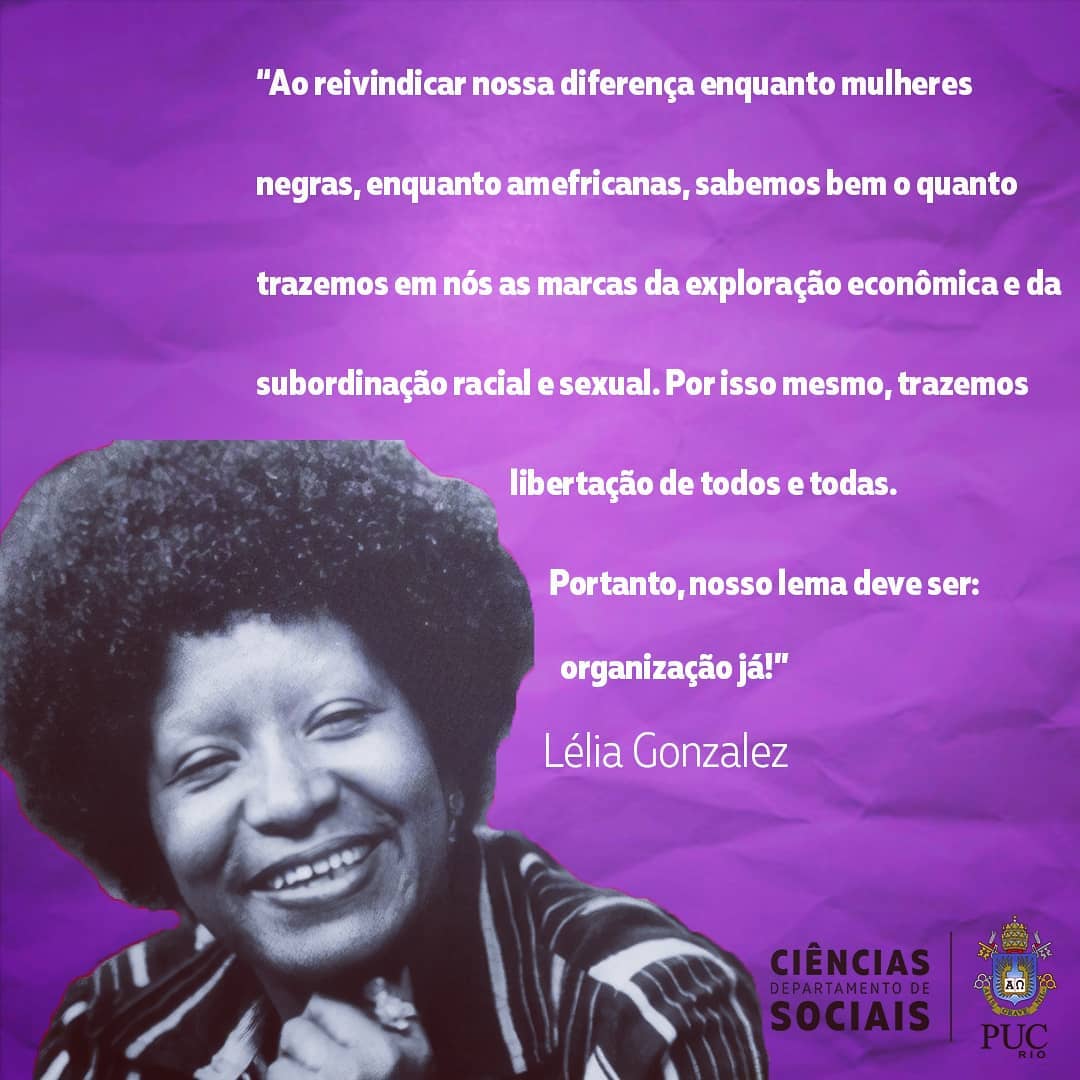 “Ao reivindicar nossa diferença enquanto mulheres
negras, enquanto amefricanas, sabemos bem o quanto
trazemos em nós as marcas da exploração econômica e da
subordinação racial e sexual. Por isso mesmo, trazemos
libertação de todos e todas.
Portanto, nosso lema deve ser:
organização já!”
Lélia Gonzalez
CIÊNCIAS
DEPARTAMENTO DE
SOCIAIS
ΑΩ
PUC
RIO